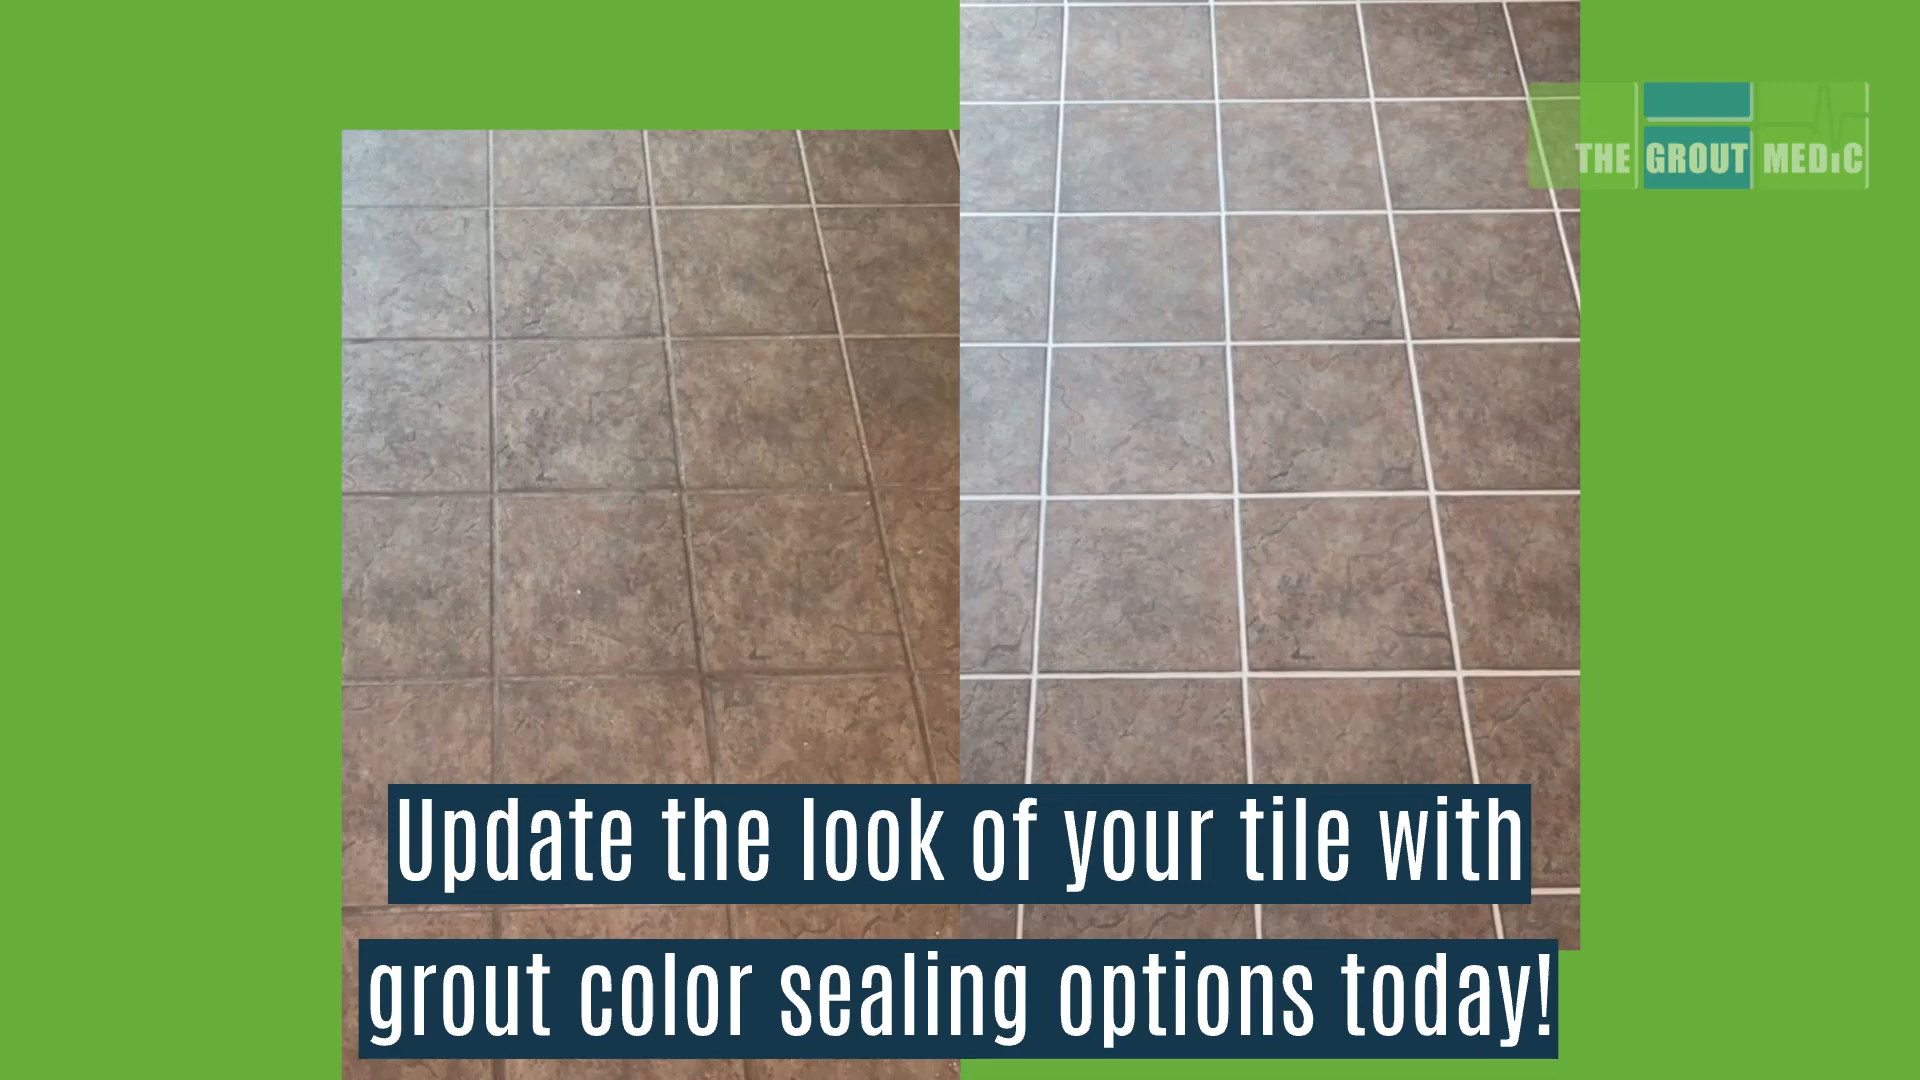 THE GROUT MEDIC
Update the look of your tile with
grout color sealing options today!